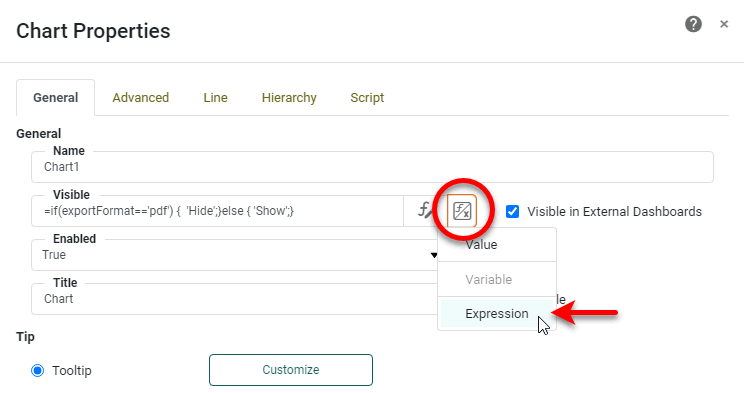 Chart Properties
General Advanced Line Hierarchy Script
General
Name
Chart1
Visible
=if(exportFormat=='pdf') { 'Hide';}else { 'Show';}
Visible in External Dashboards
Enabled
True
Value
Variable
Title
Chart
Expression
Tip
Tooltip
Customize